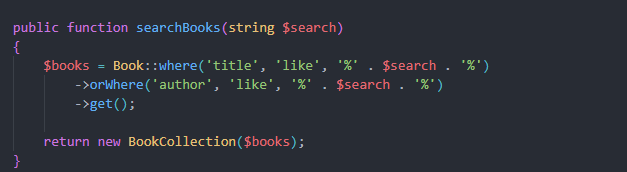 public function searchBooks(string $search)
{
    $books = Book::where('title', 'like', '%' . $search . '%')
        ->orWhere('author', 'like', '%' . $search . '%')
        ->get();
    return new BookCollection($books);
}